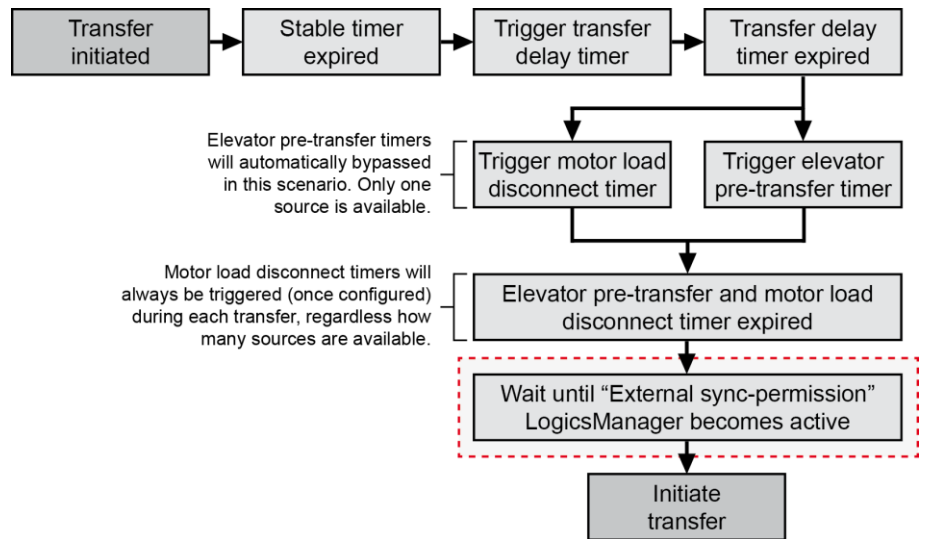 Transfer
initiated
Stable timer
expired
Trigger transfer
delay timer
Transfer delay
timer expired
Elevator pre-transfer timers
will automatically bypassed
in this scenario. Only one
source is available.
Trigger motor load
disconnect timer
Trigger elevator
pre-transfer timer
Motor load disconnect timers will
always be triggered (once configured)
during each transfer, regardless how
many sources are available.
Elevator pre-transfer and motor load
disconnect timer expired
Wait until “External sync-permission”
LogicsManager becomes active
Initiate
transfer